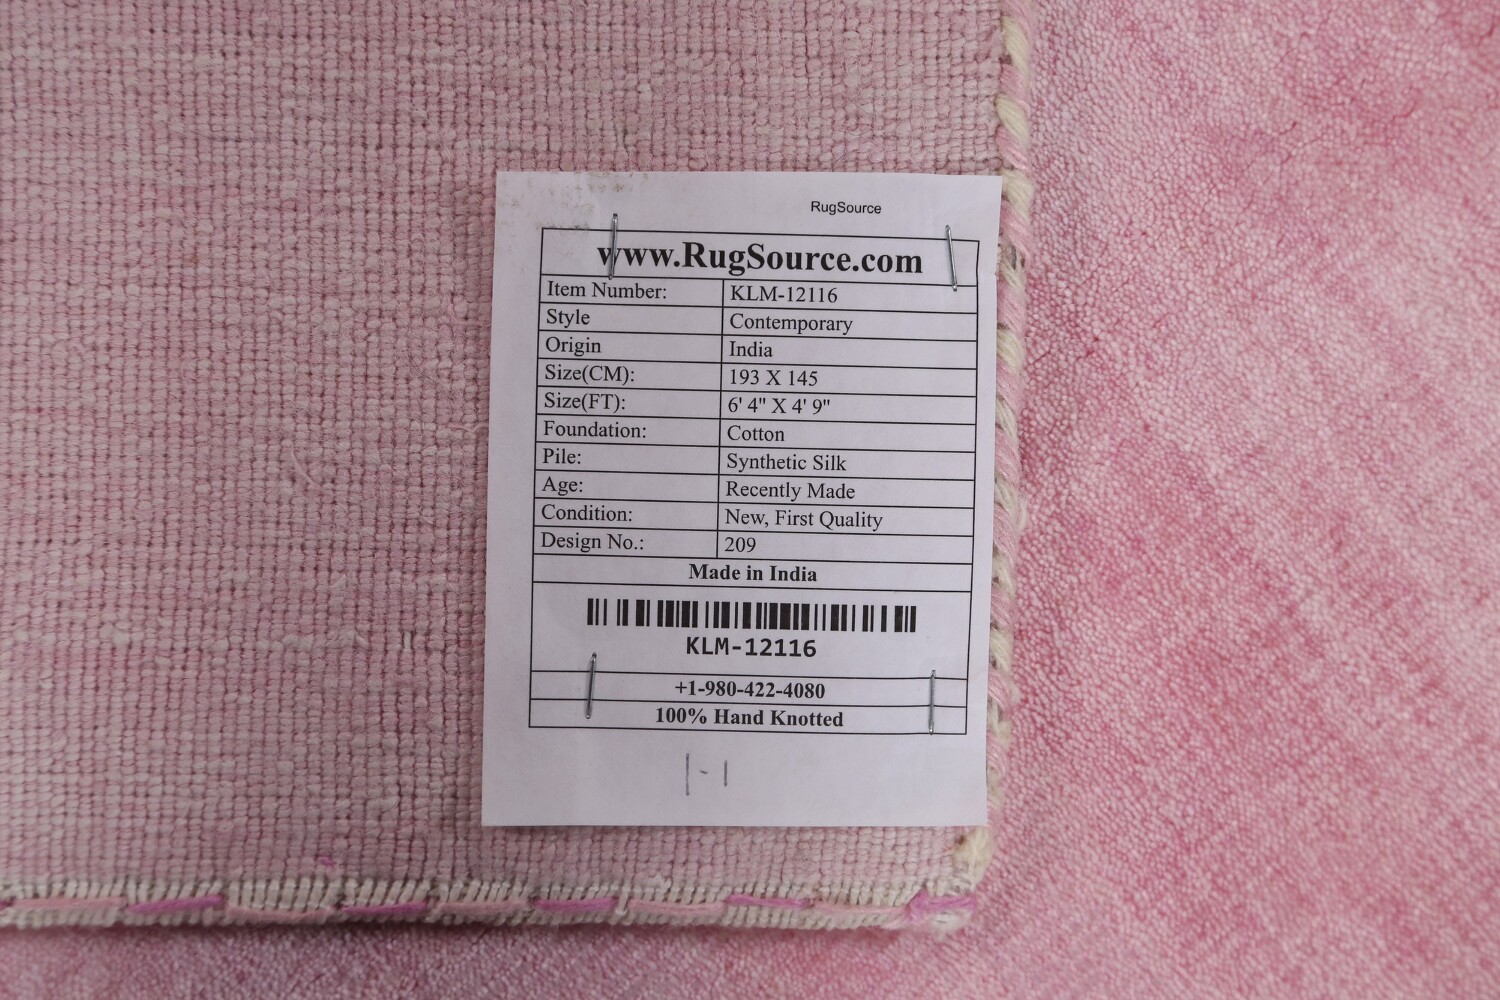 RugSource
www.RugSource.com
Item Number: KLM-12116
Style Contemporary
Origin India
Size(CM): 193 X 145
Size(FT): 6' 4" X 4' 9"
Foundation: Cotton
Pile: Synthetic Silk
Age: Recently Made
Condition: New, First Quality
Design No.: 209
Made in India
KLM-12116
+1-980-422-4080
100% Hand Knotted
1-1